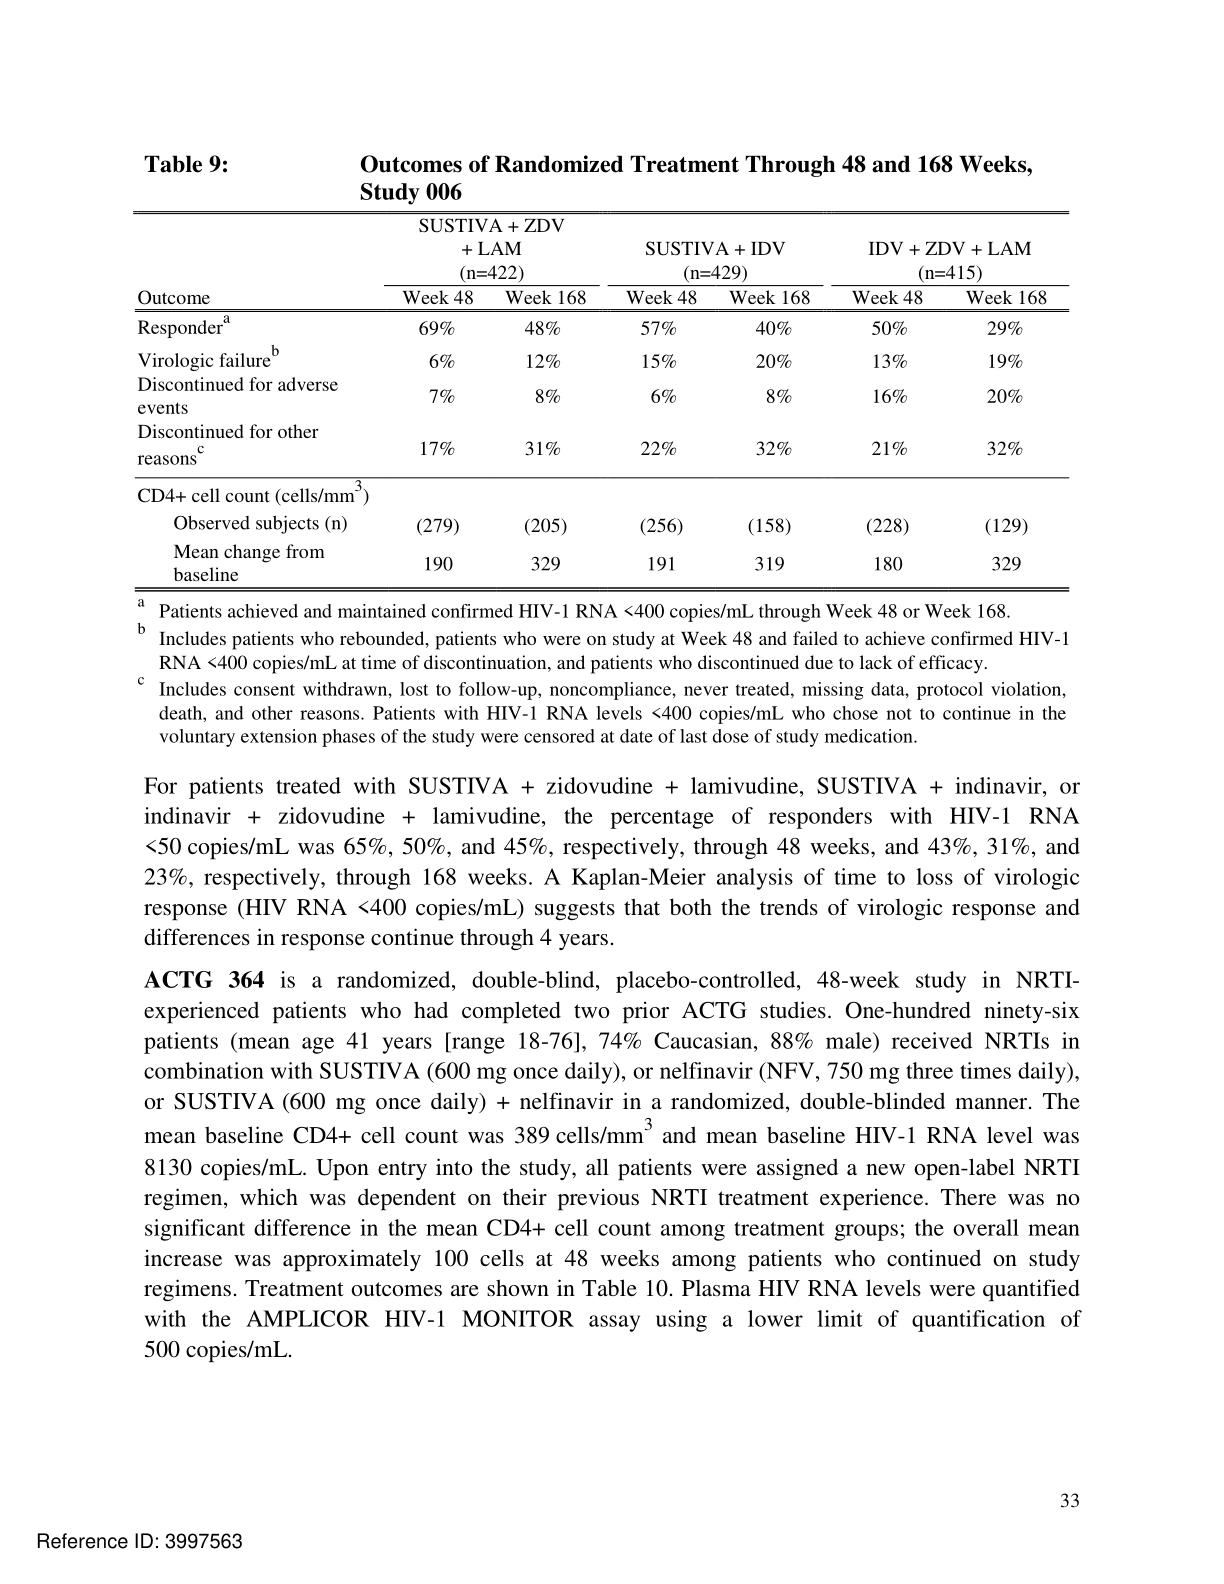 Table 9: Outcomes of Randomized Treatment Through 48 and 168 Weeks,
Study 006
SUSTIVA + ZDV
+ LAM
(n=422)
SUSTIVA + IDV
(n=429)
IDV + ZDV + LAM
(n=415)
Outcome Week 48 Week 168 Week 48 Week 168 Week 48 Week 168
Responder^a 69% 48% 57% 40% 50% 29%
Virologic failure^b 6% 12% 15% 20% 13% 19%
Discontinued for adverse
events 7% 8% 6% 8% 16% 20%
Discontinued for other
reasons^c 17% 31% 22% 32% 21% 32%
CD4+ cell count (cells/mm³)
Observed subjects (n) (279) (205) (256) (158) (228) (129)
Mean change from
baseline 190 329 191 319 180 329
a Patients achieved and maintained confirmed HIV-1 RNA <400 copies/mL through Week 48 or Week 168.
b Includes patients who rebounded, patients who were on study at Week 48 and failed to achieve confirmed HIV-1
RNA <400 copies/mL at time of discontinuation, and patients who discontinued due to lack of efficacy.
c Includes consent withdrawn, lost to follow-up, noncompliance, never treated, missing data, protocol violation,
death, and other reasons. Patients with HIV-1 RNA levels <400 copies/mL who chose not to continue in the
voluntary extension phases of the study were censored at date of last dose of study medication.
For patients treated with SUSTIVA + zidovudine + lamivudine, SUSTIVA + indinavir, or
indinavir + zidovudine + lamivudine, the percentage of responders with HIV-1 RNA
<50 copies/mL was 65%, 50%, and 45%, respectively, through 48 weeks, and 43%, 31%, and
23%, respectively, through 168 weeks. A Kaplan-Meier analysis of time to loss of virologic
response (HIV RNA <400 copies/mL) suggests that both the trends of virologic response and
differences in response continue through 4 years.
ACTG 364 is a randomized, double-blind, placebo-controlled, 48-week study in NRTI-
experienced patients who had completed two prior ACTG studies. One-hundred ninety-six
patients (mean age 41 years [range 18-76], 74% Caucasian, 88% male) received NRTIs in
combination with SUSTIVA (600 mg once daily), or nelfinavir (NFV, 750 mg three times daily),
or SUSTIVA (600 mg once daily) + nelfinavir in a randomized, double-blinded manner. The
mean baseline CD4+ cell count was 389 cells/mm³ and mean baseline HIV-1 RNA level was
8130 copies/mL. Upon entry into the study, all patients were assigned a new open-label NRTI
regimen, which was dependent on their previous NRTI treatment experience. There was no
significant difference in the mean CD4+ cell count among treatment groups; the overall mean
increase was approximately 100 cells at 48 weeks among patients who continued on study
regimens. Treatment outcomes are shown in Table 10. Plasma HIV RNA levels were quantified
with the AMPLICOR HIV-1 MONITOR assay using a lower limit of quantification of
500 copies/mL.
33
Reference ID: 3997563